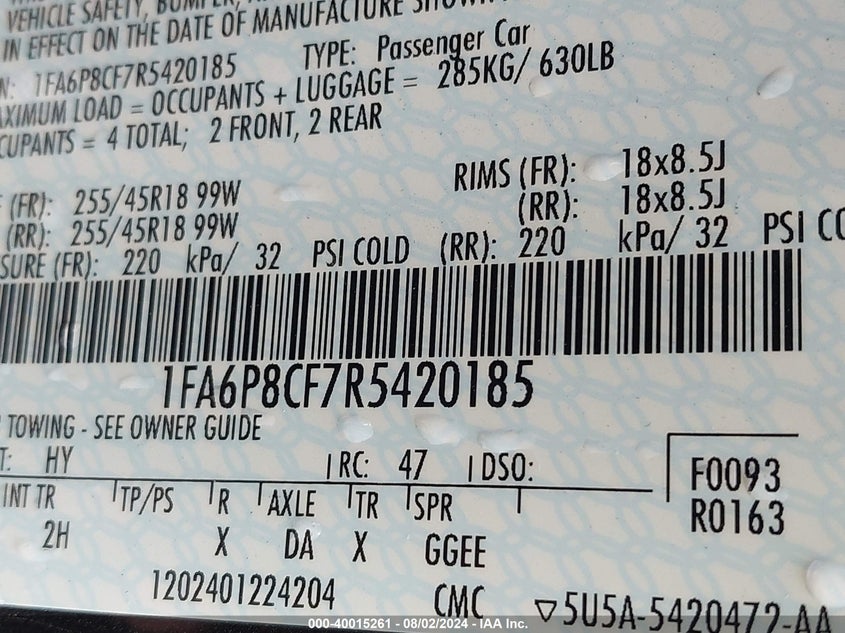 VEHICLE SAFETY, BUMPER,
IN EFFECT ON THE DATE OF MANUFACTURE SHOWN
N: 1FA6P8CF7R5420185 TYPE: Passenger Car
AXIMUM LOAD = OCCUPANTS + LUGGAGE = 285KG/ 630LB
CUPANTS = 4 TOTAL; 2 FRONT, 2 REAR
(FR): 255/45R18 99W RIMS (FR): 18x8.5J
(RR): 255/45R18 99W (RR): 18x8.5J
SURE (FR): 220 kPa/ 32 PSI COLD (RR): 220 kPa/ 32 PSI CO
1FA6P8CF7R5420185
TOWING - SEE OWNER GUIDE
T: HY RC: 47 DSO:
F0093
R0163
INT TR TP/PS R AXLE TR SPR
2H X DA X GGEE
1202401224204 CMC ▽5U5A-5420472-AA
000-40015261 - 08/02/2024 - IAA Inc.